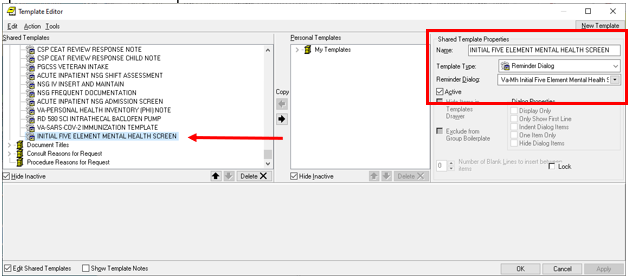 Template Editor
Edit Action Tools
New Template
Shared Templates
CSP CEAT REVIEW RESPONSE NOTE
CSP CEAT REVIEW RESPONSE CHILD NOTE
PGCSS VETERAN INTAKE
ACUTE INPATIENT NSG SHIFT ASSESSMENT
NSG IV INSERT AND MAINTAIN
NSG FREQUENT DOCUMENTATION
ACUTE INPATIENT NSG ADMISSION SCREEN
VA-PERSONAL HEALTH INVENTORY (PHI) NOTE
RD 580 SCI INTRATHECAL BACLOFEN PUMP
VA-SARS-COV-2 IMMUNIZATION TEMPLATE
INITIAL FIVE ELEMENT MENTAL HEALTH SCREEN
Document Titles
Consult Reasons for Request
Procedure Reasons for Request
Hide Inactive
Delete
Copy
Personal Templates
My Templates
Hide Inactive
Delete
Shared Template Properties
Name: INITIAL FIVE ELEMENT MENTAL HEALTH SCREEN
Template Type: Reminder Dialog
Reminder Dialog: Va-Mh Initial Five Element Mental Health S
Active
Hide Items in
Templates
Drawer
Exclude from
Group Boilerplate
Dialog Properties
Display Only
Only Show First Line
Indent Dialog Items
One Item Only
Hide Dialog Items
0 Number of Blank Lines to insert between
items
Lock
Edit Shared Templates
Show Template Notes
OK
Cancel
Apply